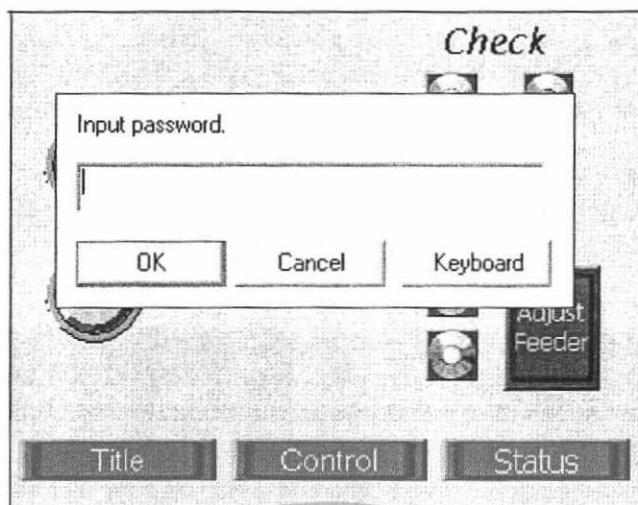 Check
Input password.
OK Cancel Keyboard
Adjust
Feeder
Title Control Status